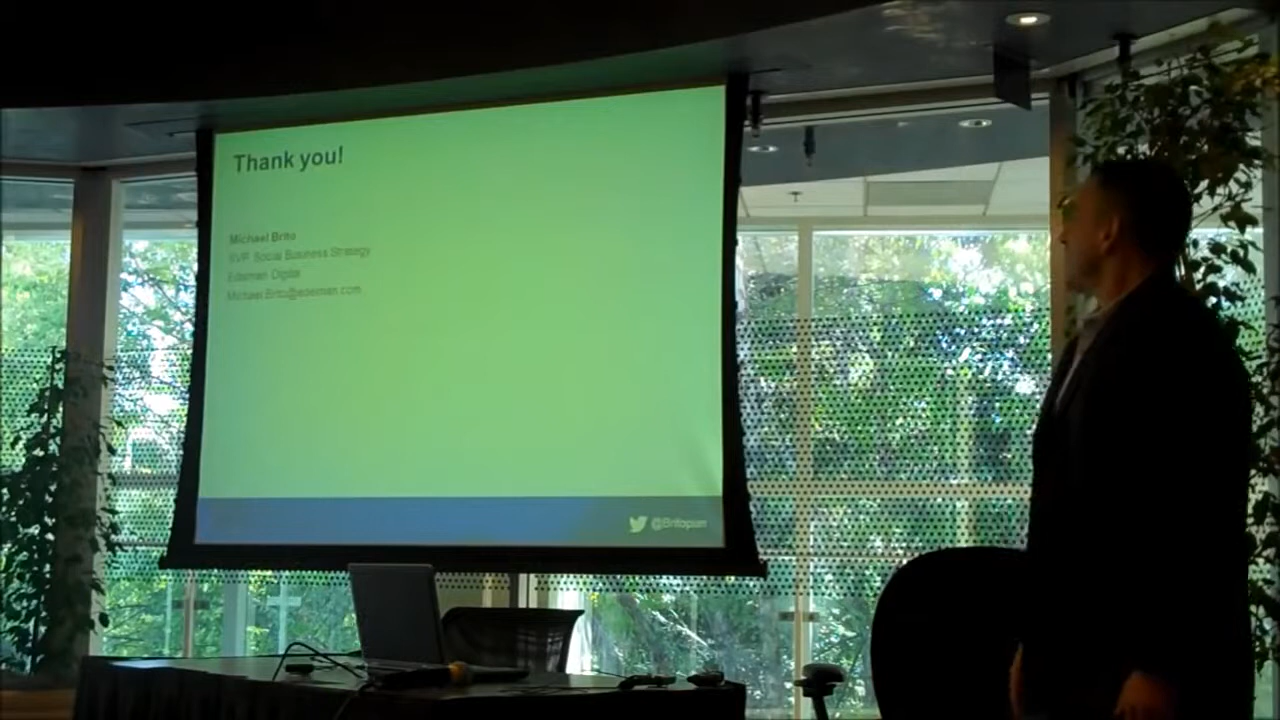 Thank you!
Michael Brito
SVP Social Business Strategy
Edelman Digital
Michael.Brito@edelman.com
@Britopian